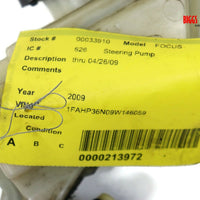 BIGGS
Stock # 00033910 Model FOCUS
IC # 526 Steering Pump
Description thru 04/26/09
Comments
Year 2009
VIN # 1FAHP36N09W146059
Located
Condition
A B C
0000213972